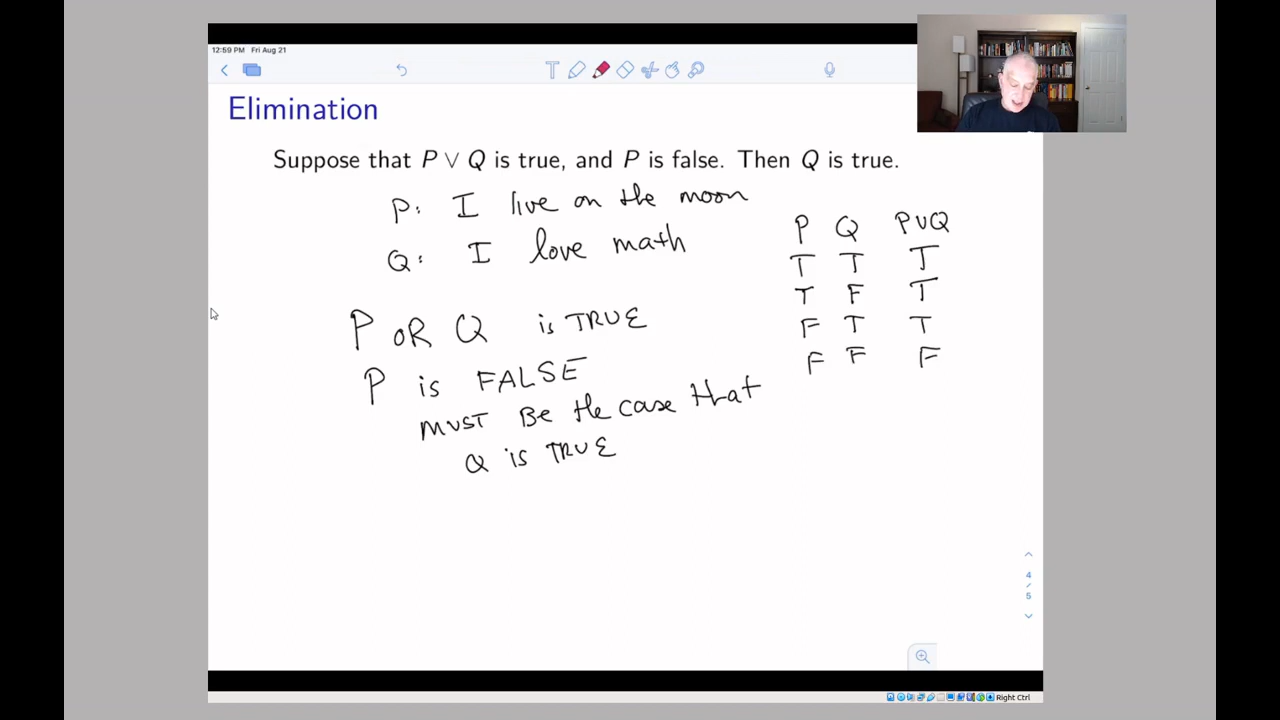 12:59 PM Fri Aug 21
Elimination
Suppose that P ∨ Q is true, and P is false. Then Q is true.
P: I live on the moon
Q: I love math
P OR Q is TRUE
P is FALSE
MUST BE the case that
Q is TRUE
P Q P∨Q
T T T
T F T
F T T
F F F
4
/
5
Right Ctrl